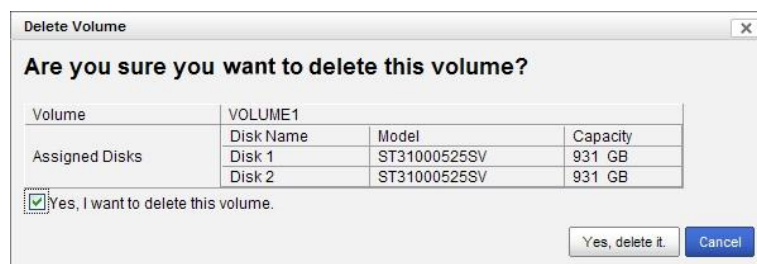 Delete Volume
Are you sure you want to delete this volume?
Volume VOLUME1
Assigned Disks
Disk Name Model Capacity
Disk 1 ST31000525SV 931 GB
Disk 2 ST31000525SV 931 GB
Yes, I want to delete this volume.
Yes, delete it. Cancel